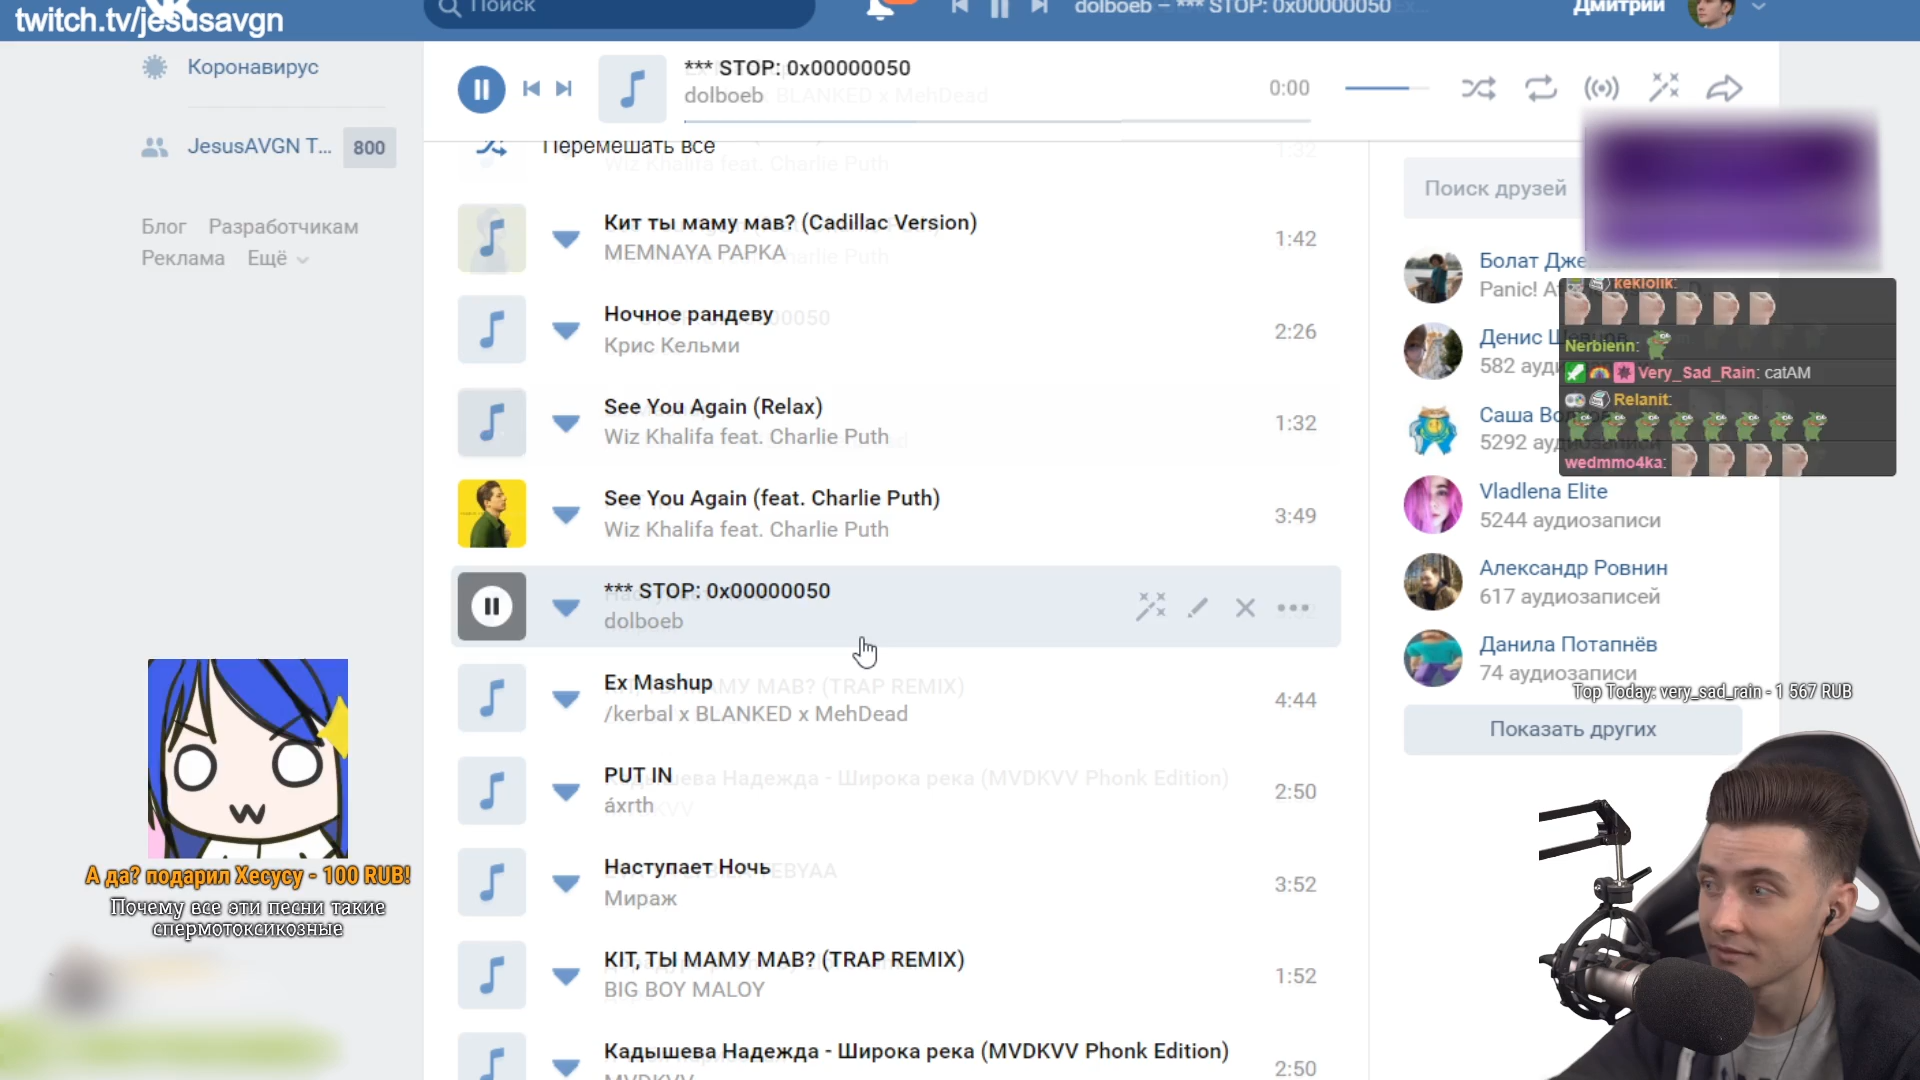 twitch.tv/jesusavgn
Поиск
dolboeb – *** STOP: 0x00000050
Дмитрий
Коронавирус
JesusAVGN T...
800
Блог Разработчикам
Реклама Ещё
*** STOP: 0x00000050
dolboeb
0:00
Перемешать все
Кит ты маму мав? (Cadillac Version)
MEMNAYA PAPKA
1:42
Ночное рандеву
Крис Кельми
2:26
See You Again (Relax)
Wiz Khalifa feat. Charlie Puth
1:32
See You Again (feat. Charlie Puth)
Wiz Khalifa feat. Charlie Puth
3:49
*** STOP: 0x00000050
dolboeb
Ex Mashup
/kerbal x BLANKED x MehDead
4:44
PUT IN
áxrth
2:50
Наступает Ночь
Мираж
3:52
КIТ, ТЫ МАМУ МАВ? (TRAP REMIX)
BIG BOY MALOY
1:52
Кадышева Надежда - Широка река (MVDKVV Phonk Edition)
MVDKVV
2:50
Поиск друзей
Болат Дже
Panic! A
Денис
582
Саша
5292
keklolik:
Nerbienn:
Very_Sad_Rain: catAM
Relanit:
wedmmo4ka:
Vladlena Elite
5244 аудиозаписи
Александр Ровнин
617 аудиозаписей
Данила Потапнёв
74 аудиозаписи
Top Today: very_sad_rain - 1 567 RUB
Показать других
А да? подарил Хесусу - 100 RUB!
Почему все эти песни такие
спермотоксикозные